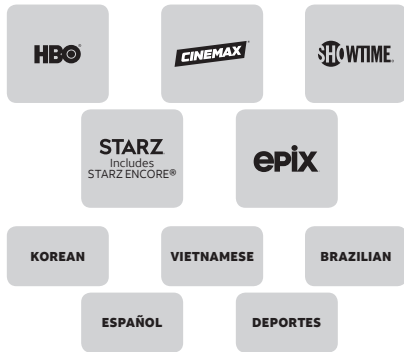 HBO®
CINEMAX®
SHOWTIME®
STARZ
Includes
STARZ ENCORE®
epix
KOREAN
VIETNAMESE
BRAZILIAN
ESPAÑOL
DEPORTES